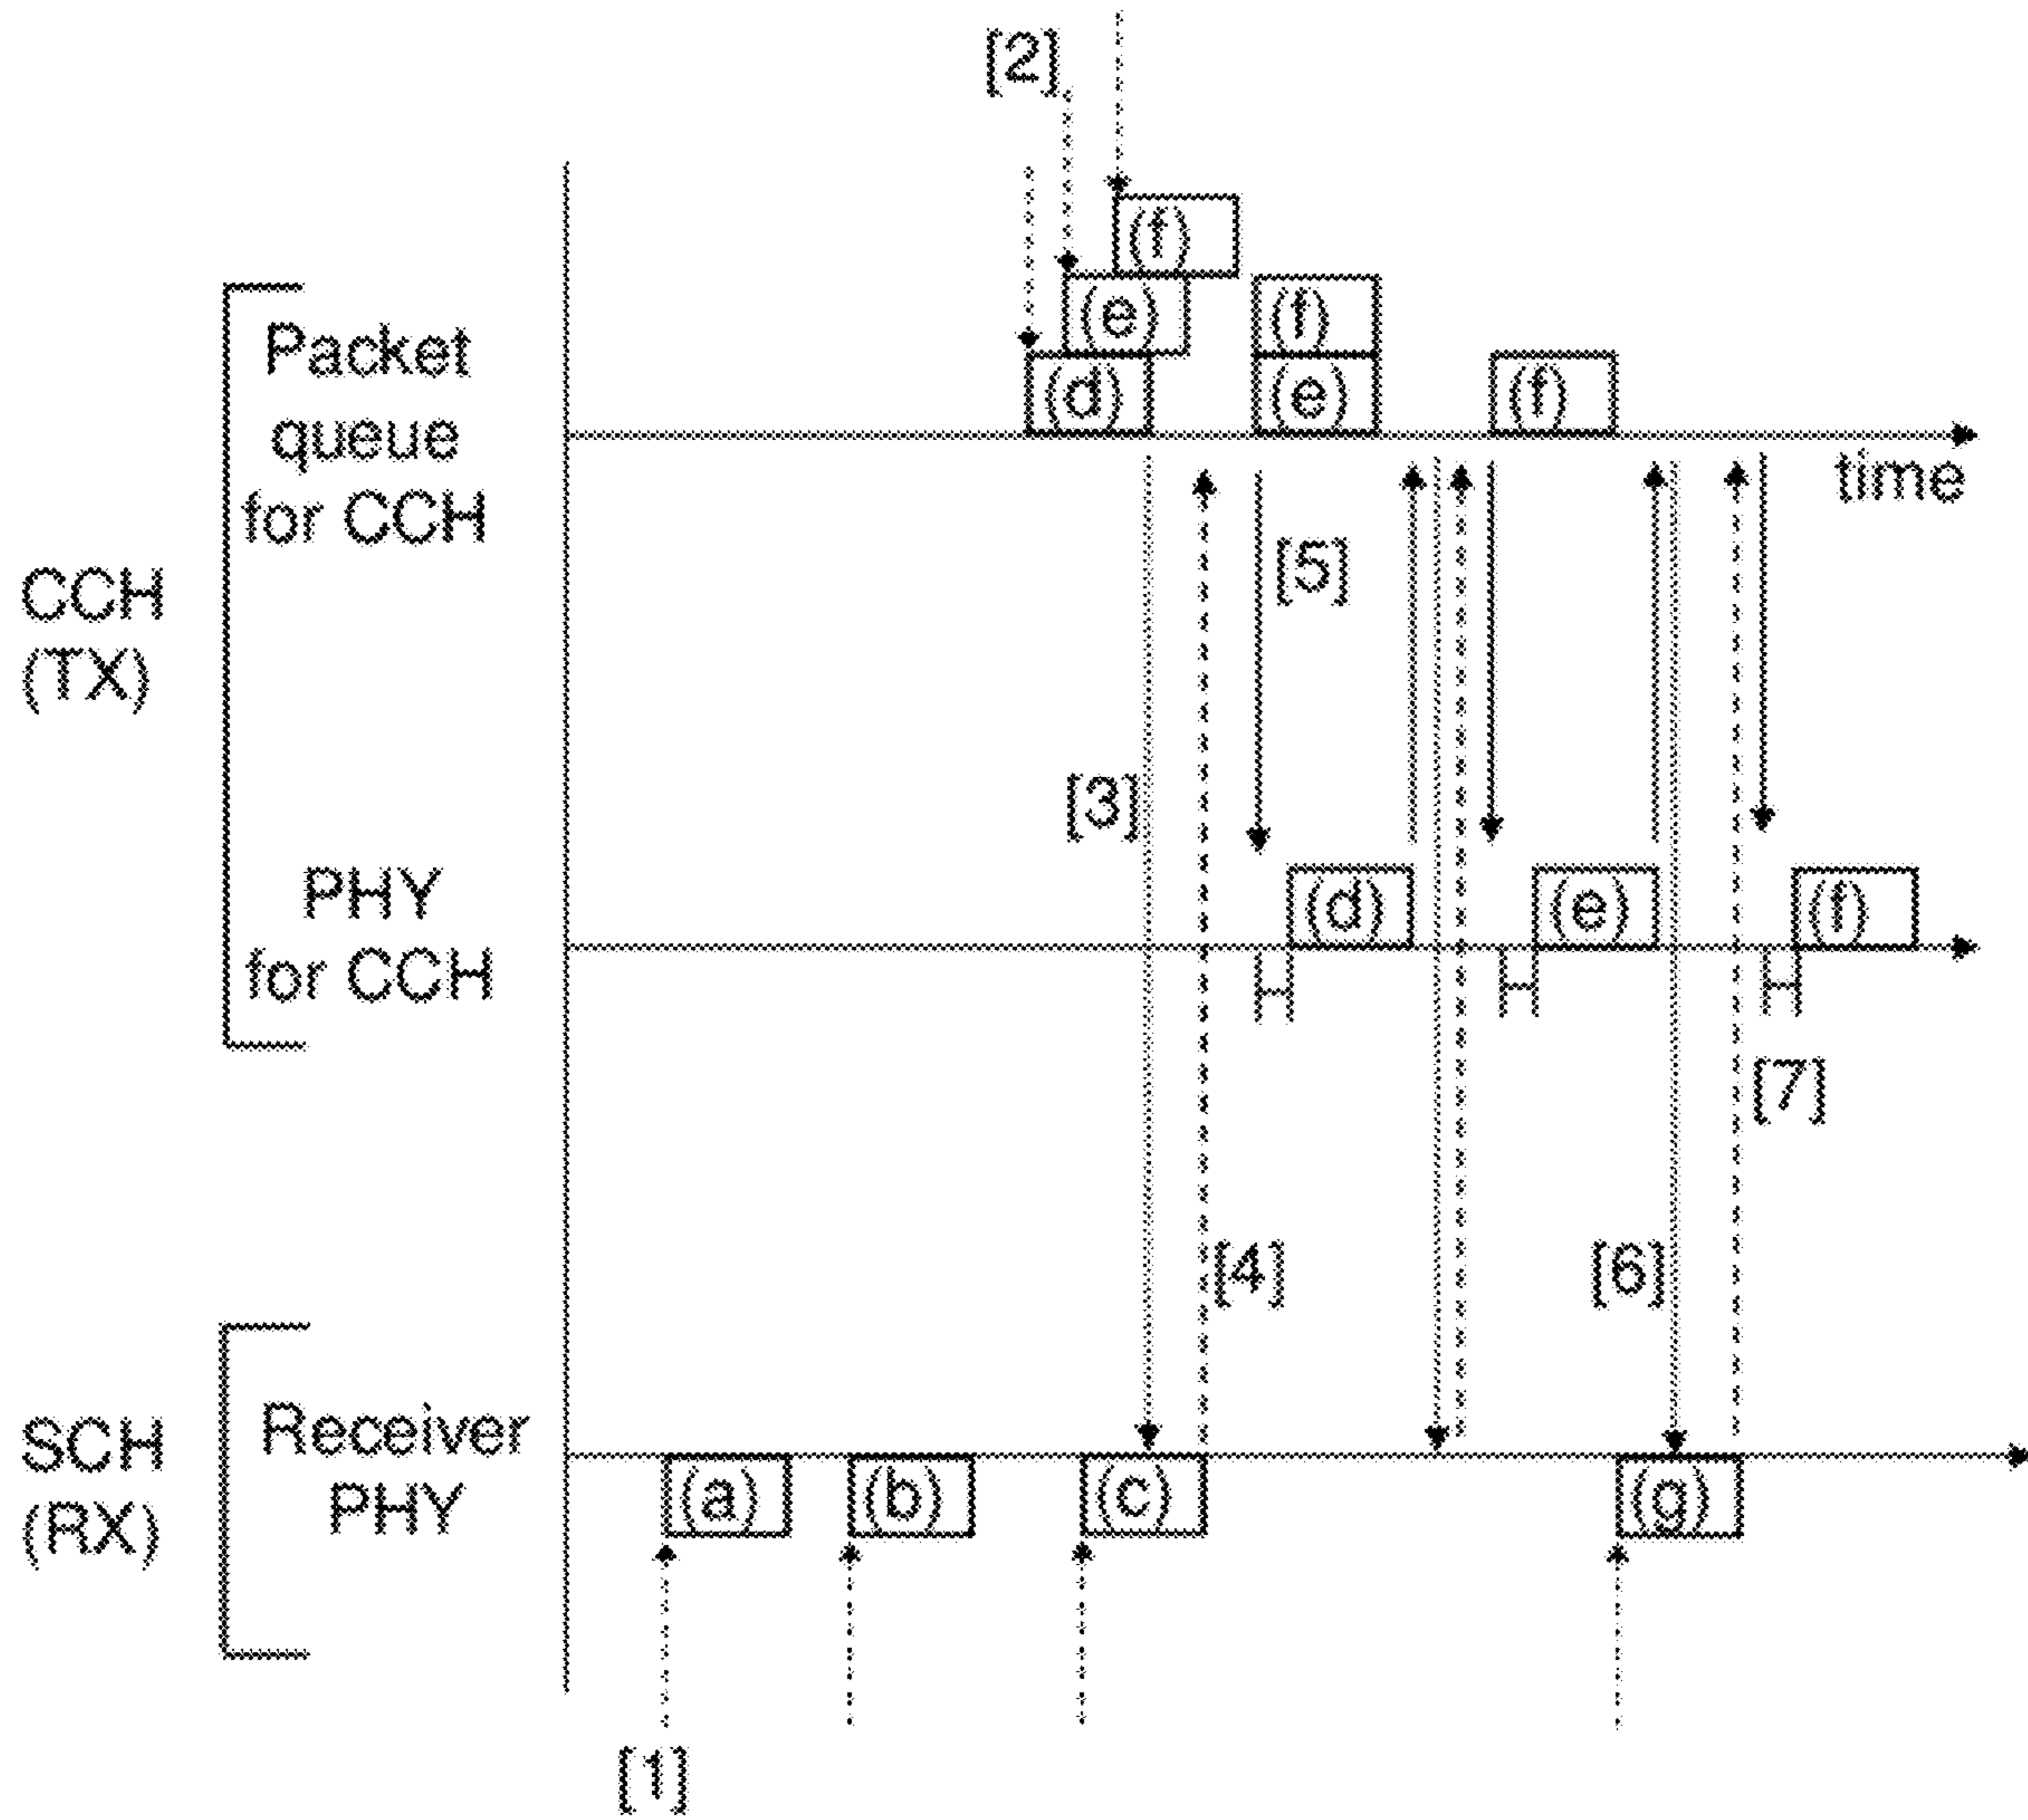 [2]
(f)
(e)
(f)
(d)
(e)
(f)
Packet
queue
for CCH
time
CCH
(TX)
[5]
[3]
PHY
for CCH
(d)
(e)
(f)
[7]
[4]
[6]
SCH
(RX)
Receiver
PHY
(a)
(b)
(c)
(g)
[1]